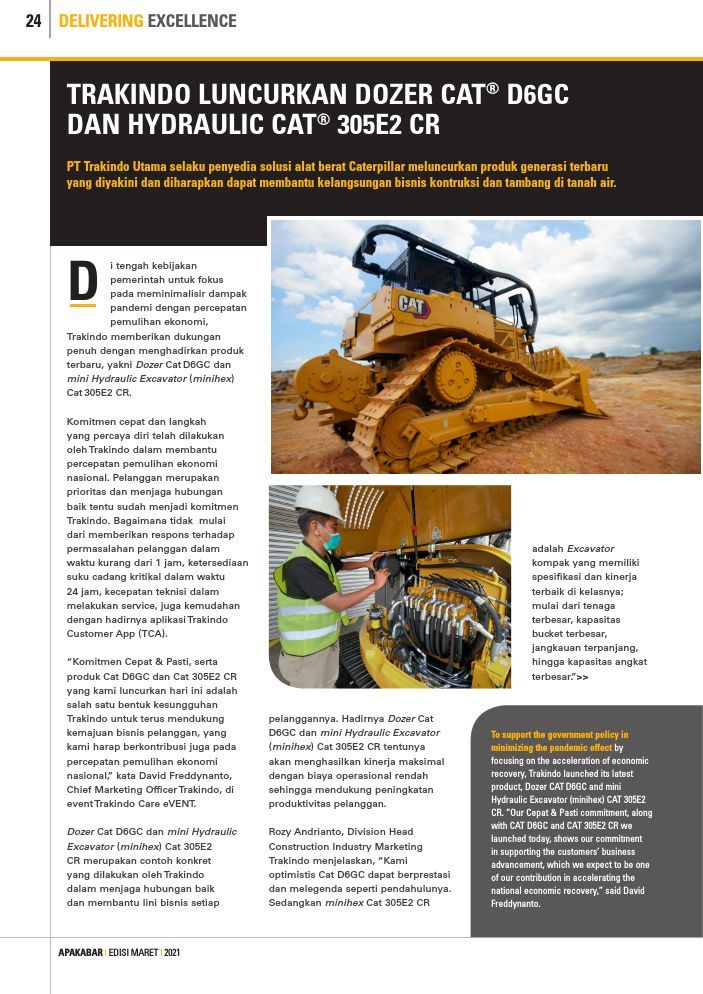 24
DELIVERING EXCELLENCE
TRAKINDO LUNCURKAN DOZER CAT® D6GC
DAN HYDRAULIC CAT® 305E2 CR
PT Trakindo Utama selaku penyedia solusi alat berat Caterpillar meluncurkan produk generasi terbaru
yang diyakini dan diharapkan dapat membantu kelangsungan bisnis kontruksi dan tambang di tanah air.
CAT
Di tengah kebijakan
pemerintah untuk fokus
pada meminimalisir dampak
pandemi dengan percepatan
pemulihan ekonomi,
Trakindo memberikan dukungan
penuh dengan menghadirkan produk
terbaru, yakni Dozer Cat D6GC dan
mini Hydraulic Excavator (minihex)
Cat 305E2 CR.
Komitmen cepat dan langkah
yang percaya diri telah dilakukan
oleh Trakindo dalam membantu
percepatan pemulihan ekonomi
nasional. Pelanggan merupakan
prioritas dan menjaga hubungan
baik tentu sudah menjadi komitmen
Trakindo. Bagaimana tidak mulai
dari memberikan respons terhadap
permasalahan pelanggan dalam
waktu kurang dari 1 jam, ketersediaan
suku cadang kritikal dalam waktu
24 jam, kecepatan teknisi dalam
melakukan service, juga kemudahan
dengan hadirnya aplikasi Trakindo
Customer App (TCA).
“Komitmen Cepat & Pasti, serta
produk Cat D6GC dan Cat 305E2 CR
yang kami luncurkan hari ini adalah
salah satu bentuk kesungguhan
Trakindo untuk terus mendukung
kemajuan bisnis pelanggan, yang
kami harap berkontribusi juga pada
percepatan pemulihan ekonomi
nasional,” kata David Freddynanto,
Chief Marketing Officer Trakindo, di
event Trakindo Care eVENT.
Dozer Cat D6GC dan mini Hydraulic
Excavator (minihex) Cat 305E2
CR merupakan contoh konkret
yang dilakukan oleh Trakindo
dalam menjaga hubungan baik
dan membantu lini bisnis setiap
pelanggannya. Hadirnya Dozer Cat
D6GC dan mini Hydraulic Excavator
(minihex) Cat 305E2 CR tentunya
akan menghasilkan kinerja maksimal
dengan biaya operasional rendah
sehingga mendukung peningkatan
produktivitas pelanggan.
Rozy Andrianto, Division Head
Construction Industry Marketing
Trakindo menjelaskan, “Kami
optimistis Cat D6GC dapat berprestasi
dan melegenda seperti pendahulunya.
Sedangkan minihex Cat 305E2 CR
adalah Excavator
kompak yang memiliki
spesifikasi dan kinerja
terbaik di kelasnya;
mulai dari tenaga
terbesar, kapasitas
bucket terbesar,
jangkauan terpanjang,
hingga kapasitas angkat
terbesar.”>>
To support the government policy in
minimizing the pandemic effect by
focusing on the acceleration of economic
recovery, Trakindo launched its latest
product, Dozer CAT D6GC and mini
Hydraulic Excavator (minihex) CAT 305E2
CR. “Our Cepat & Pasti commitment, along
with CAT D6GC and CAT 305E2 CR we
launched today, shows our commitment
in supporting the customers’ business
advancement, which we expect to be one
of our contribution in accelerating the
national economic recovery,” said David
Freddynanto.
APAKABAR | EDISI MARET | 2021